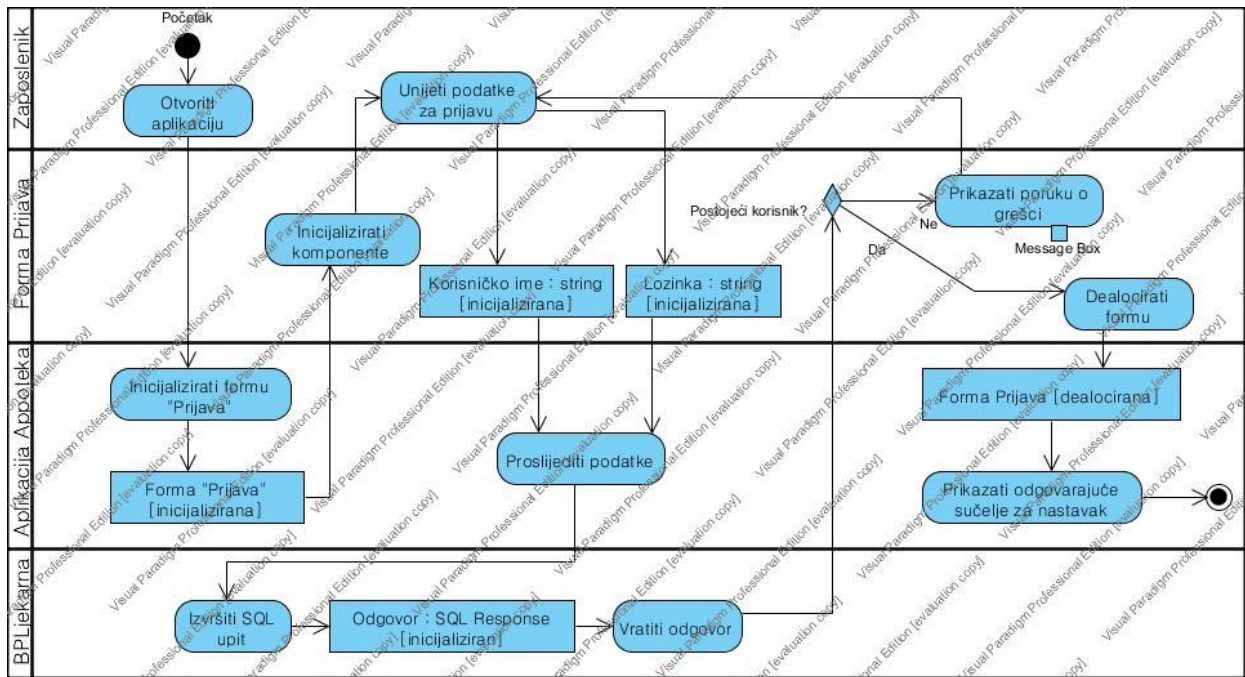 Zaposlenik
Početak
Otvoriti
aplikaciju
Unijeti podatke
za prijavu
Forma Prijava
Inicijalizirati
komponente
Korisničko ime : string
[inicijalizirana]
Lozinka : string
[inicijalizirana]
Postojeći korisnik?
Ne
Da
Prikazati poruku o
grešci
Message Box
Dealocirati
formu
Aplikacija Appoteka
Inicijalizirati formu
"Prijava"
Forma "Prijava"
[inicijalizirana]
Proslijediti podatke
Forma Prijava [dealocirana]
Prikazati odgovarajuće
sučelje za nastavak
BPLjekarna
Izvršiti SQL
upit
Odgovor : SQL Response
[inicijaliziran]
Vratiti odgovor
Visual Paradigm Professional Edition [evaluation copy]